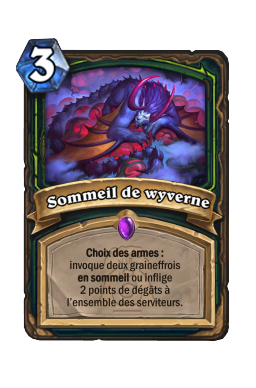 3
Sommeil de wyverne
Choix des armes :
invoque deux graineffrois
en sommeil ou inflige
2 points de dégâts à
l'ensemble des serviteurs.